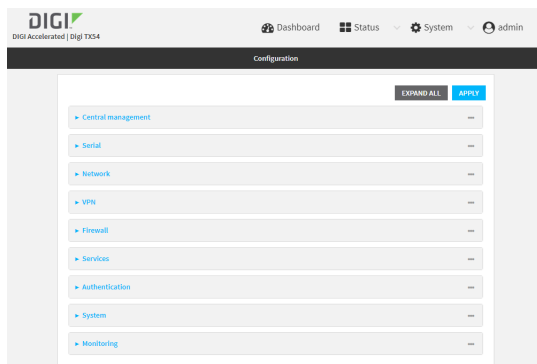 DIGI
DIGI Accelerated | Digi TX54
Dashboard
Status
System
admin
Configuration
EXPAND ALL
APPLY
Central management
Serial
Network
VPN
Firewall
Services
Authentication
System
Monitoring